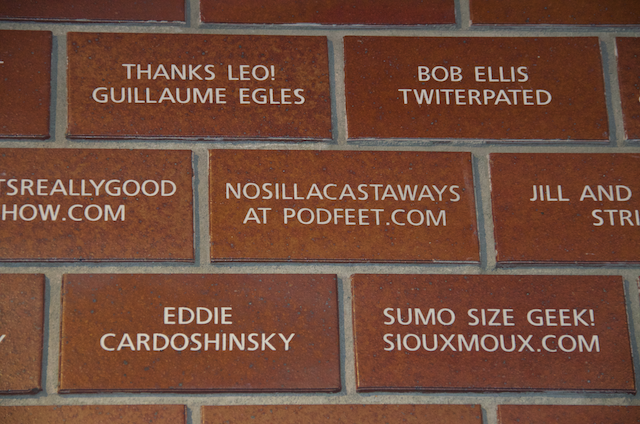 THANKS LEO!
GUILLAUME EGLES
BOB ELLIS
TWITERPATED
TSREALLYGOOD
HOW.COM
NOSILLACASTAWAYS
AT PODFEET.COM
JILL AND
STRI
EDDIE
CARDOSHINSKY
SUMO SIZE GEEK!
SIOUXMOUX.COM